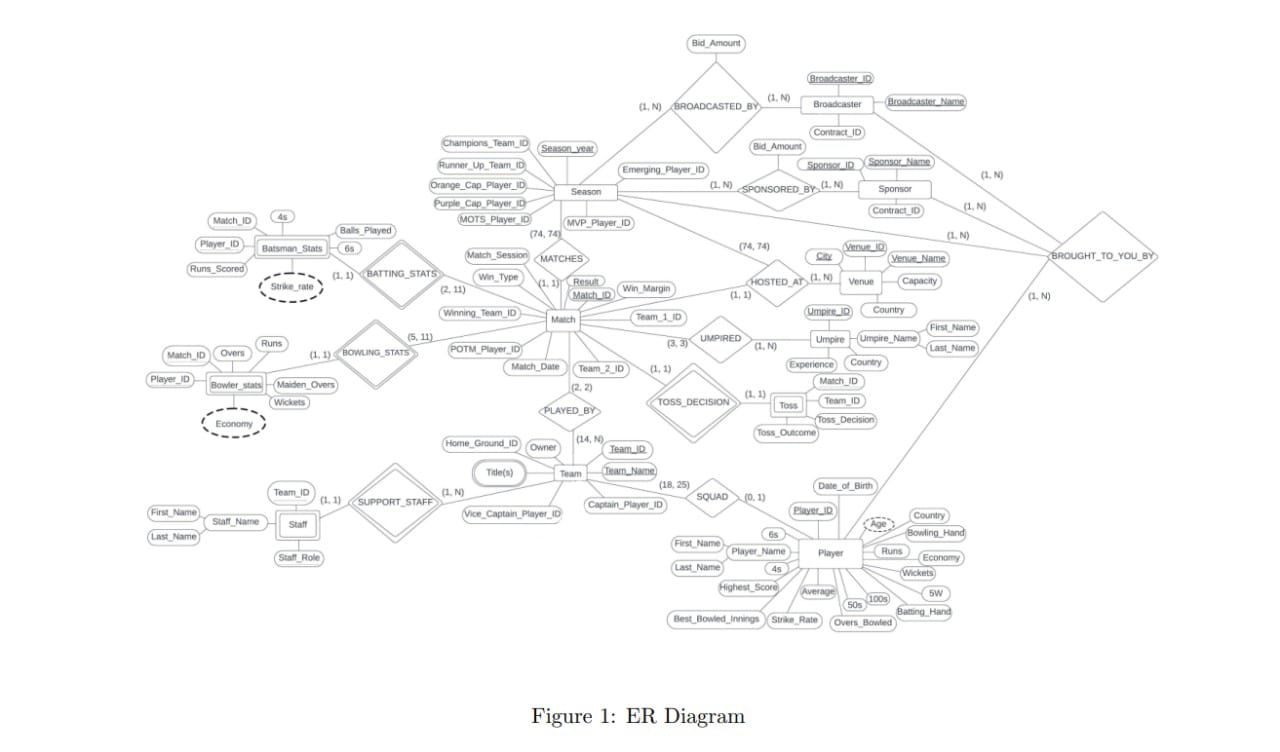 Bid_Amount
Broadcaster_ID
(1, N)
BROADCASTED_BY
(1, N)
Broadcaster
Broadcaster_Name
Contract_ID
Champions_Team_ID
Season_year
Bid_Amount
Runner_Up_Team_ID
Emerging_Player_ID
Sponsor_ID
Sponsor_Name
Orange_Cap_Player_ID
Season
(1, N)
SPONSORED_BY
(1, N)
Sponsor
(1, N)
Purple_Cap_Player_ID
Contract_ID
(1, N)
MOTS_Player_ID
MVP_Player_ID
Match_ID
4s
Balls_Played
(74, 74)
(74, 74)
(1, N)
Player_ID
Batsman_Stats
6s
Match_Session
MATCHES
City
Venue_ID
Venue_Name
BROUGHT_TO_YOU_BY
Runs_Scored
(1, 1)
BATTING_STATS
Win_Type
(1, 1)
Result
Strike_rate
(2, 11)
Match_ID
Win_Margin
(1, 1)
HOSTED_AT
(1, N)
Venue
Capacity
(1, N)
Country
Winning_Team_ID
Match
Team_1_ID
Umpire_ID
First_Name
Runs
(5, 11)
(3, 3)
UMPIRED
(1, N)
Umpire
Umpire_Name
Last_Name
Match_ID
Overs
(1, 1)
BOWLING_STATS
POTM_Player_ID
Match_Date
Team_2_ID
(1, 1)
Experience
Country
Player_ID
Bowler_stats
Maiden_Overs
Wickets
(2, 2)
TOSS_DECISION
(1, 1)
Match_ID
Toss
Team_ID
Economy
PLAYED_BY
Toss_Decision
Toss_Outcome
(14, N)
Home_Ground_ID
Owner
Team_ID
Title(s)
Team
Team_Name
(18, 25)
Date_of_Birth
Team_ID
(1, 1)
SUPPORT_STAFF
(1, N)
Vice_Captain_Player_ID
Captain_Player_ID
SQUAD
(0, 1)
Player_ID
First_Name
Staff_Name
Staff
Last_Name
Staff_Role
Age
Country
6s
Bowling_Hand
First_Name
Player_Name
Player
Runs
Economy
Last_Name
4s
Wickets
Highest_Score
Average
5W
50s
100s
Batting_Hand
Best_Bowled_Innings
Strike_Rate
Overs_Bowled
Figure 1: ER Diagram